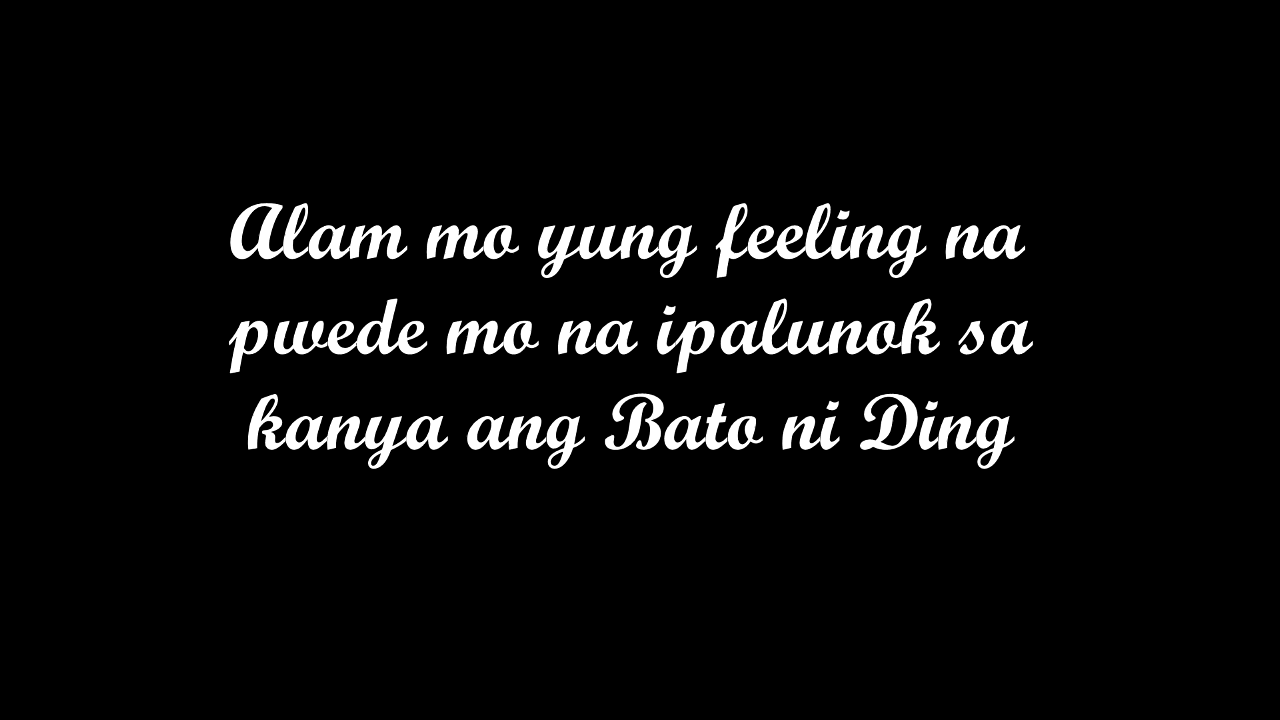 Alam mo yung feeling na
pwede mo na ipalunok sa
kanya ang Bato ni Ding